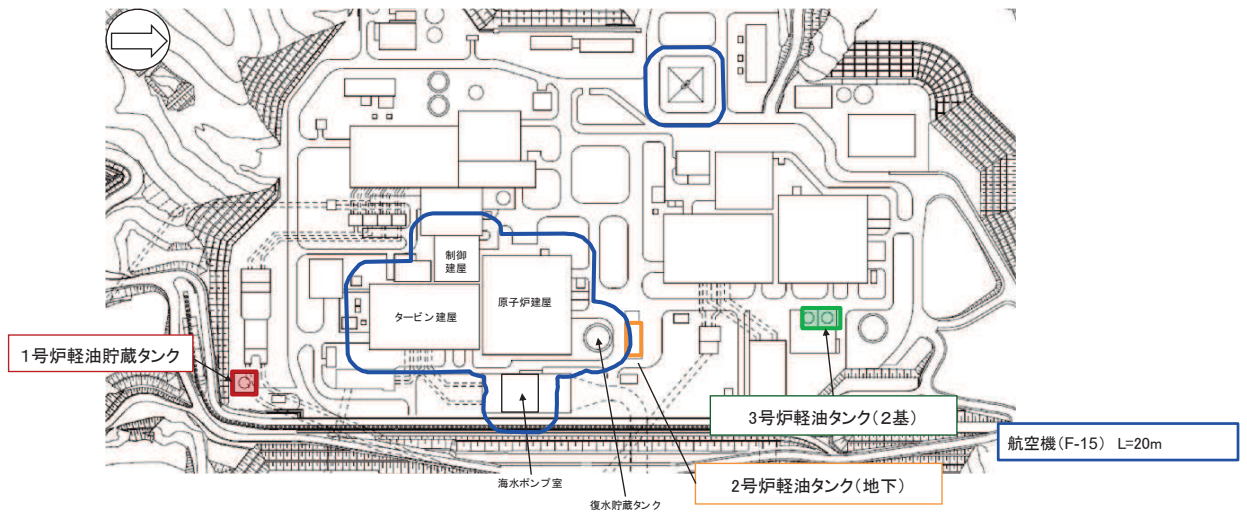 制御
建屋
原子炉建屋
タービン建屋
1号炉軽油貯蔵タンク
3号炉軽油タンク(2基)
航空機(F-15) L=20m
2号炉軽油タンク(地下)
海水ポンプ室
復水貯蔵タンク